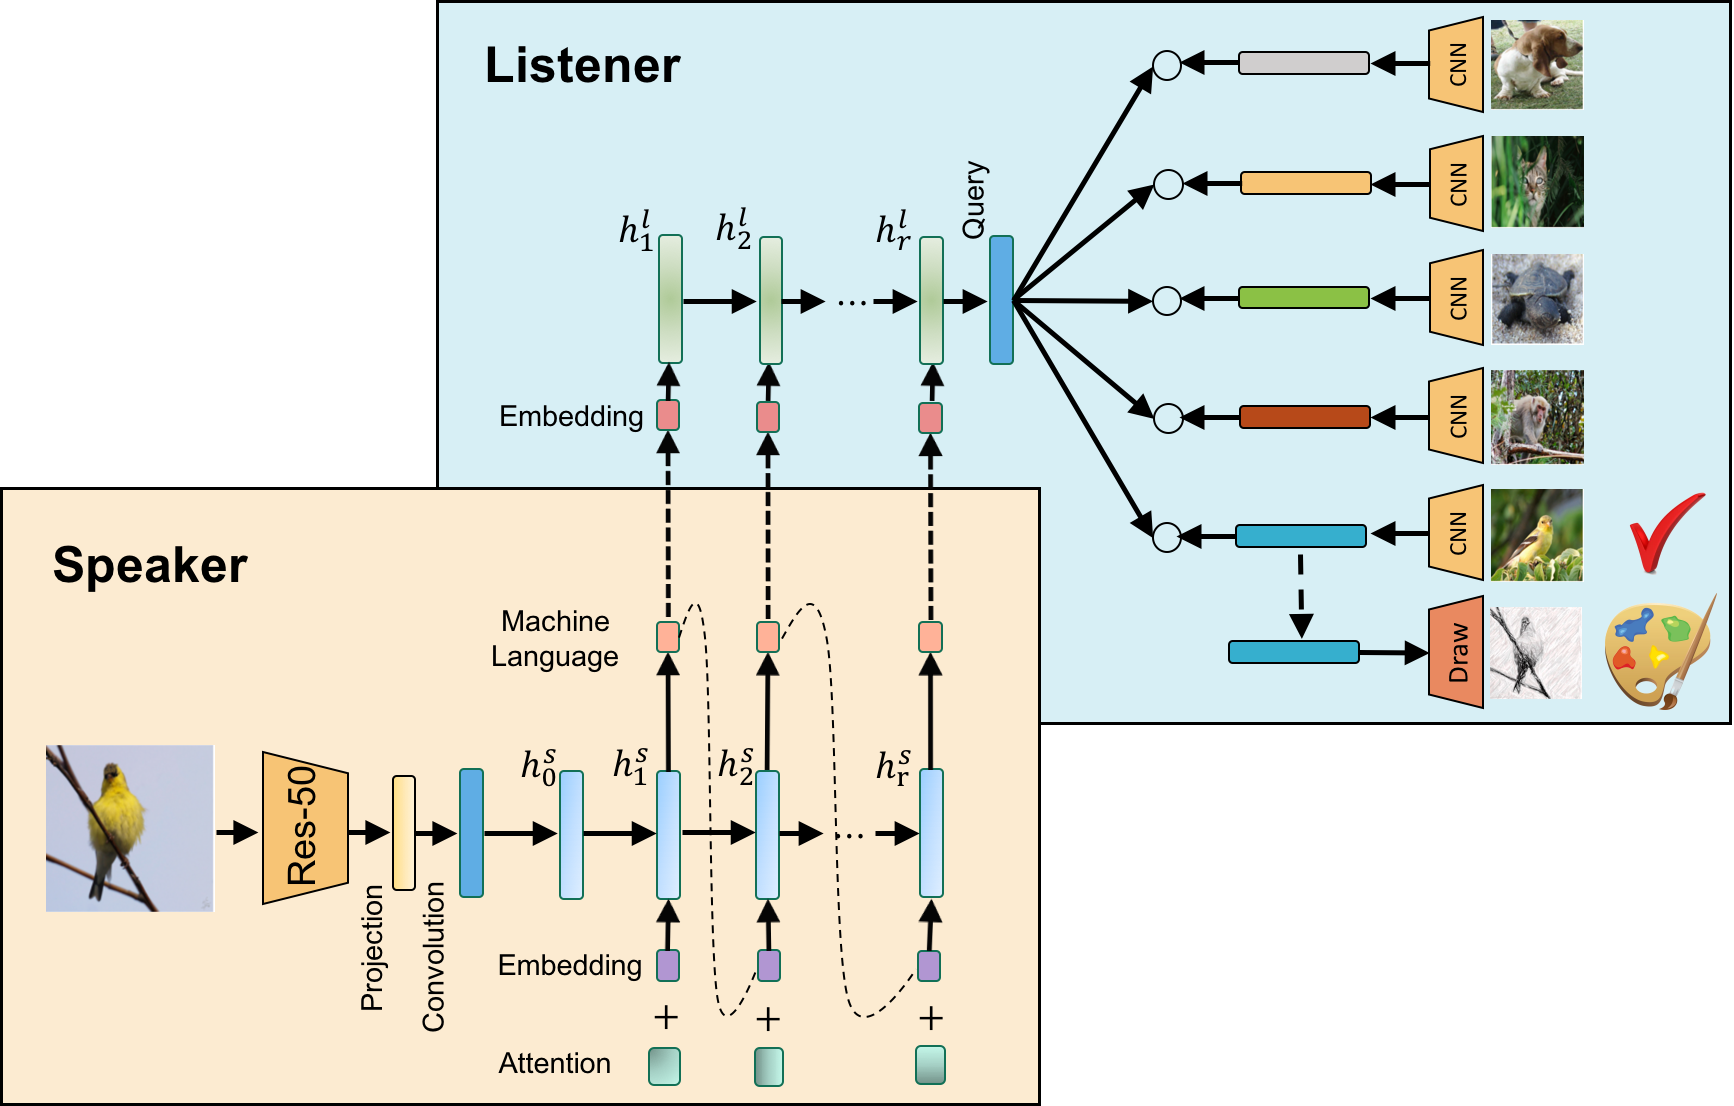 Listener
CNN
CNN
CNN
CNN
CNN
Draw
Query
h_1^l
h_2^l
h_r^l
...
Embedding
Speaker
Machine
Language
Res-50
Projection
Convolution
h_0^s
h_1^s
h_2^s
h_r^s
...
Embedding
+
+
+
Attention